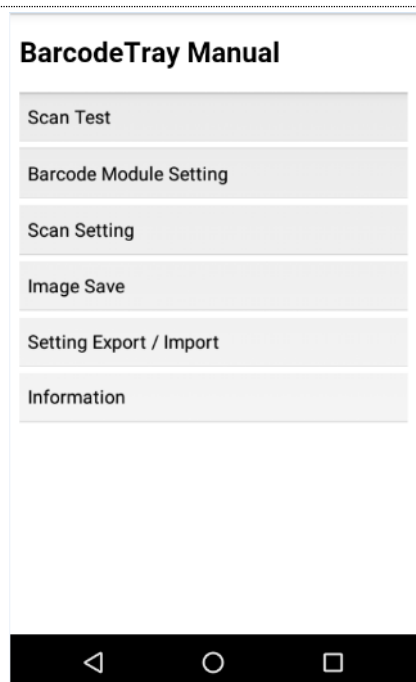 BarcodeTray Manual
Scan Test
Barcode Module Setting
Scan Setting
Image Save
Setting Export / Import
Information